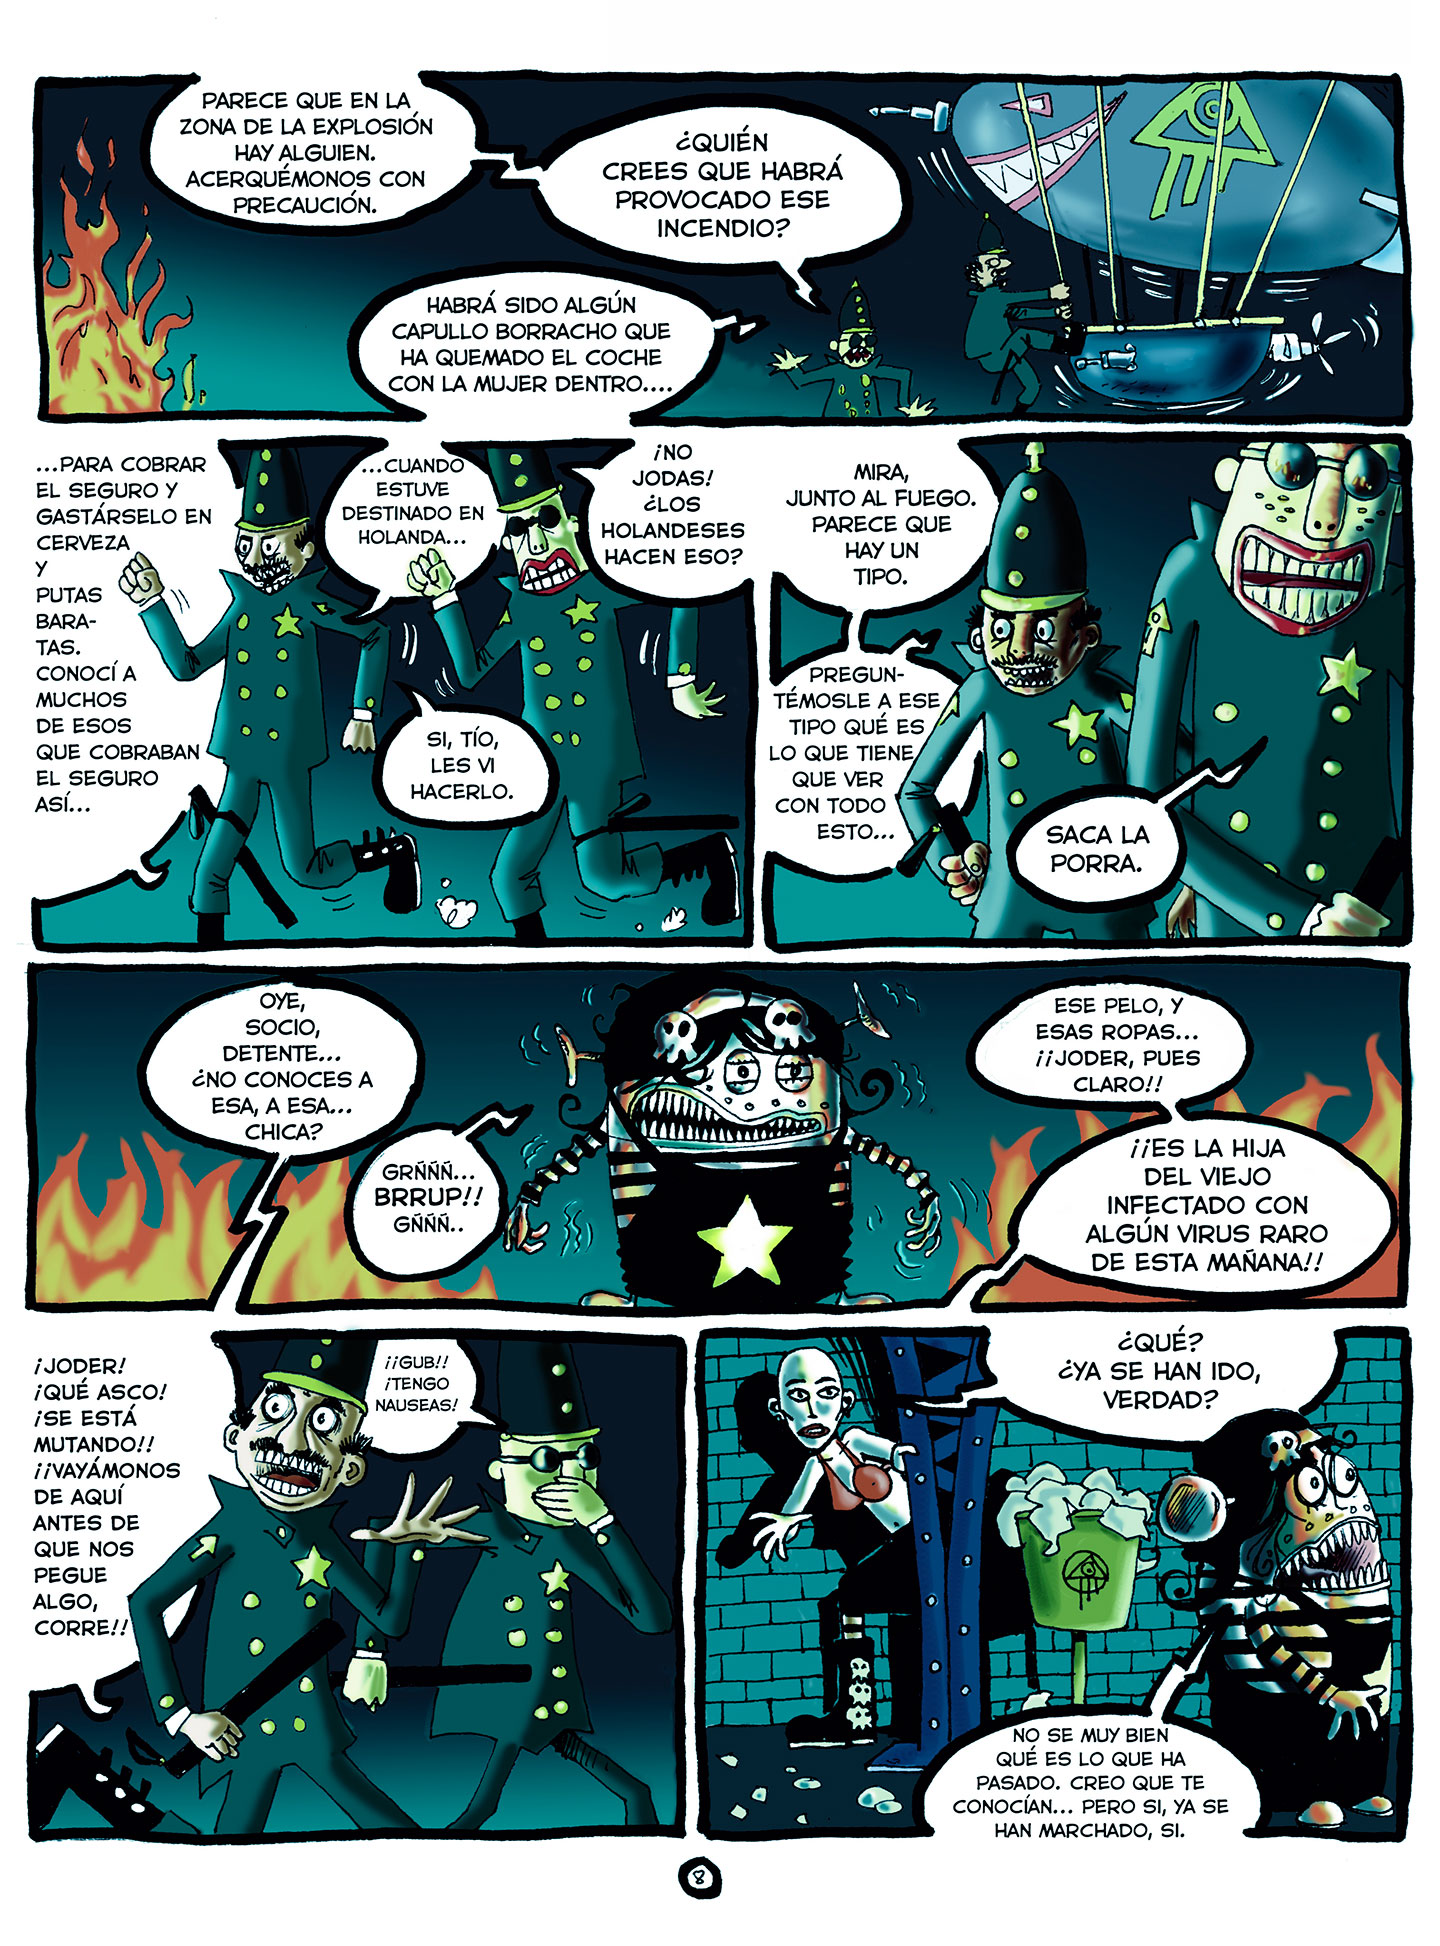 PARECE QUE EN LA
ZONA DE LA EXPLOSIÓN
HAY ALGUIEN.
ACERQUÉMONOS CON
PRECAUCIÓN.
¿QUIÉN
CREES QUE HABRÁ
PROVOCADO ESE
INCENDIO?
HABRÁ SIDO ALGÚN
CAPULLO BORRACHO QUE
HA QUEMADO EL COCHE
CON LA MUJER DENTRO....
...PARA COBRAR
EL SEGURO Y
GASTÁRSELO EN
CERVEZA
Y
PUTAS
BARA-
TAS.
CONOCÍ A
MUCHOS
DE ESOS
QUE COBRABAN
EL SEGURO
ASÍ...
...CUANDO
ESTUVE
DESTINADO EN
HOLANDA...
¡NO
JODAS!
¿LOS
HOLANDESES
HACEN ESO?
SI, TÍO,
LES VI
HACERLO.
MIRA,
JUNTO AL FUEGO.
PARECE QUE
HAY UN
TIPO.
PREGUN-
TÉMOSLE A ESE
TIPO QUÉ ES
LO QUE TIENE
QUE VER
CON TODO
ESTO...
SACA LA
PORRA.
OYE,
SOCIO,
DETENTE...
¿NO CONOCES A
ESA, A ESA...
CHICA?
GRÑÑÑ...
BRRUP!!
GÑÑÑ..
ESE PELO, Y
ESAS ROPAS...
¡¡JODER, PUES
CLARO!!
¡¡ES LA HIJA
DEL VIEJO
INFECTADO CON
ALGÚN VIRUS RARO
DE ESTA MAÑANA!!
¡JODER!
¡QUÉ ASCO!
¡SE ESTÁ
MUTANDO!!
¡¡VAYÁMONOS
DE AQUÍ
ANTES DE
QUE NOS
PEGUE
ALGO,
CORRE!!
¡¡GUB!!
¡TENGO
NAUSEAS!
¿QUÉ?
¿YA SE HAN IDO,
VERDAD?
NO SE MUY BIEN
QUÉ ES LO QUE HA
PASADO. CREO QUE TE
CONOCÍAN... PERO SI, YA SE
HAN MARCHADO, SI.
8